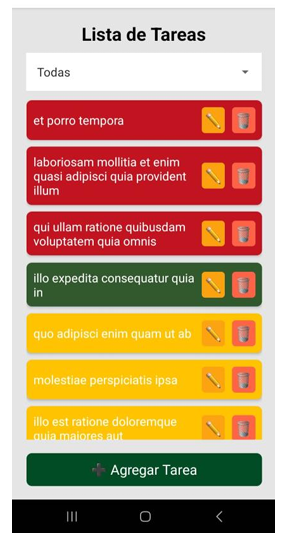 Lista de Tareas
Todas
et porro tempora
laboriosam mollitia et enim
quasi adipisci quia provident
illum
qui ullam ratione quibusdam
voluptatem quia omnis
illo expedita consequatur quia
in
quo adipisci enim quam ut ab
molestiae perspiciatis ipsa
illo est ratione doloremque
quia maiores aut
➕ Agregar Tarea